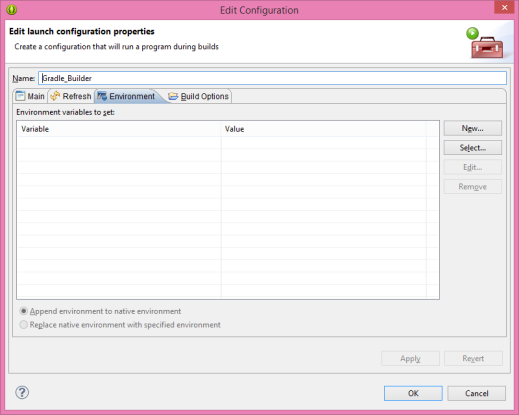 Edit Configuration
Edit launch configuration properties
Create a configuration that will run a program during builds
Name: Gradle_Builder
Main Refresh Environment Build Options
Environment variables to set:
Variable Value
New...
Select...
Edit...
Remove
Append environment to native environment
Replace native environment with specified environment
Apply Revert
? OK Cancel